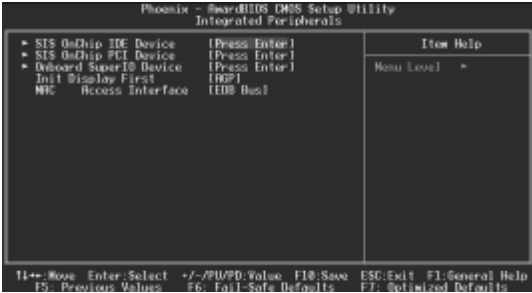 Phoenix - AwardBIOS CMOS Setup Utility
Integrated Peripherals
► SIS OnChip IDE Device [Press Enter]
► SIS OnChip PCI Device [Press Enter]
► Onboard SuperIO Device [Press Enter]
Init Display First [AGP]
MAC Access Interface [EDB Bus]
Item Help
Menu Level ►
↑↓→←:Move Enter:Select +/-/PU/PD:Value F10:Save ESC:Exit F1:General Help
F5: Previous Values F6: Fail-Safe Defaults F7: Optimized Defaults